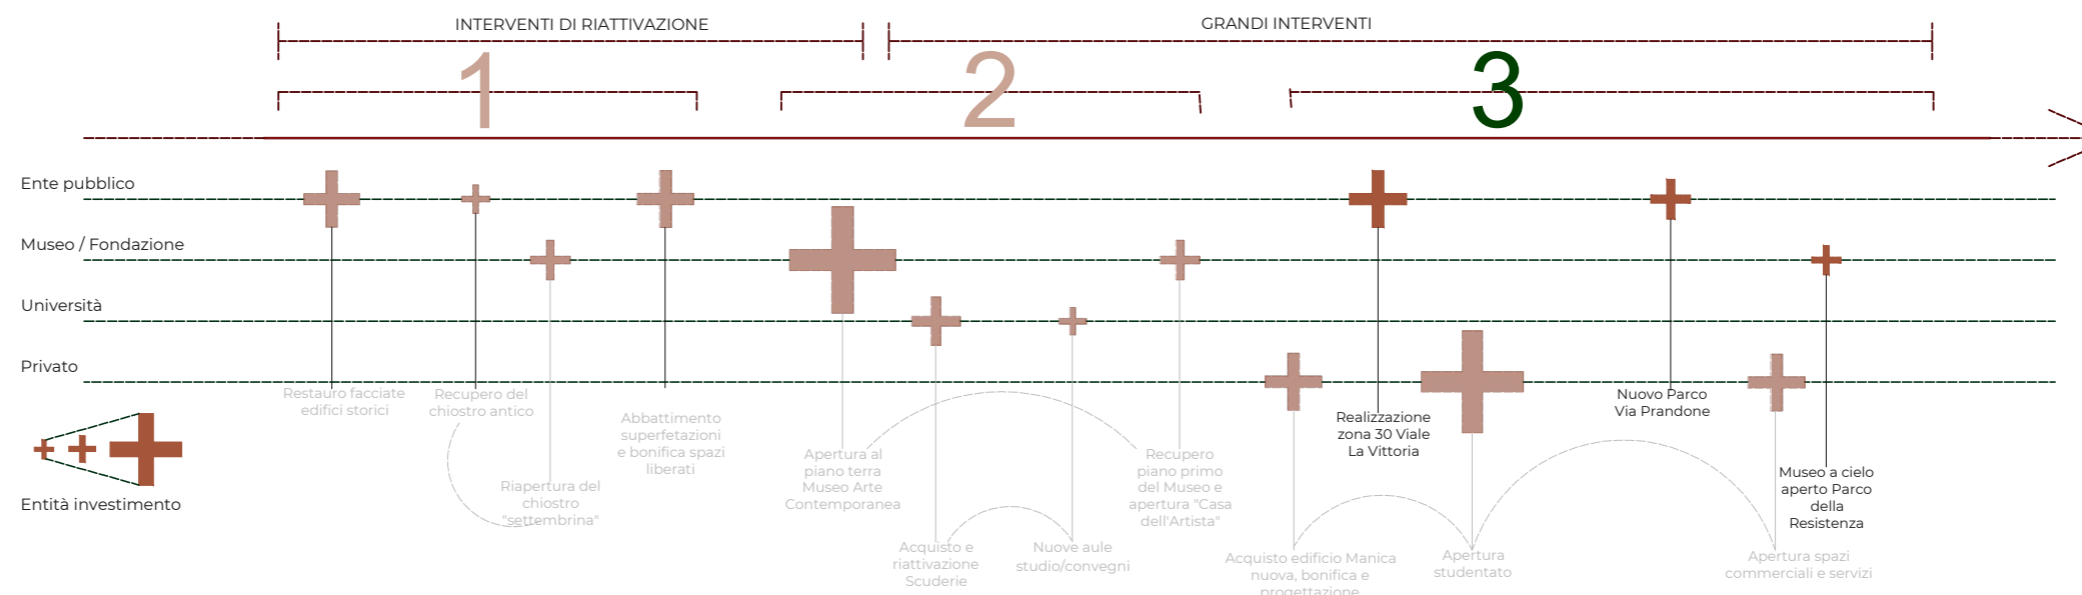 INTERVENTI DI RIATTIVAZIONE
GRANDI INTERVENTI
1
2
3
Ente pubblico
Museo / Fondazione
Università
Privato
Entità investimento
Restauro facciate
edifici storici
Recupero del
chiostro antico
Riapertura del
chiostro
"settembrina"
Abbattimento
superfetazioni
e bonifica spazi
liberati
Apertura al
piano terra
Museo Arte
Contemporanea
Acquisto e
riattivazione
Scuderie
Nuove aule
studio/convegni
Recupero
piano primo
del Museo e
apertura "Casa
dell'Artista"
Acquisto edificio Manica
nuova, bonifica e
progettazione
Realizzazione
zona 30 Viale
La Vittoria
Apertura
studentato
Nuovo Parco
Via Prandone
Apertura spazi
commerciali e servizi
Museo a cielo
aperto Parco
della
Resistenza